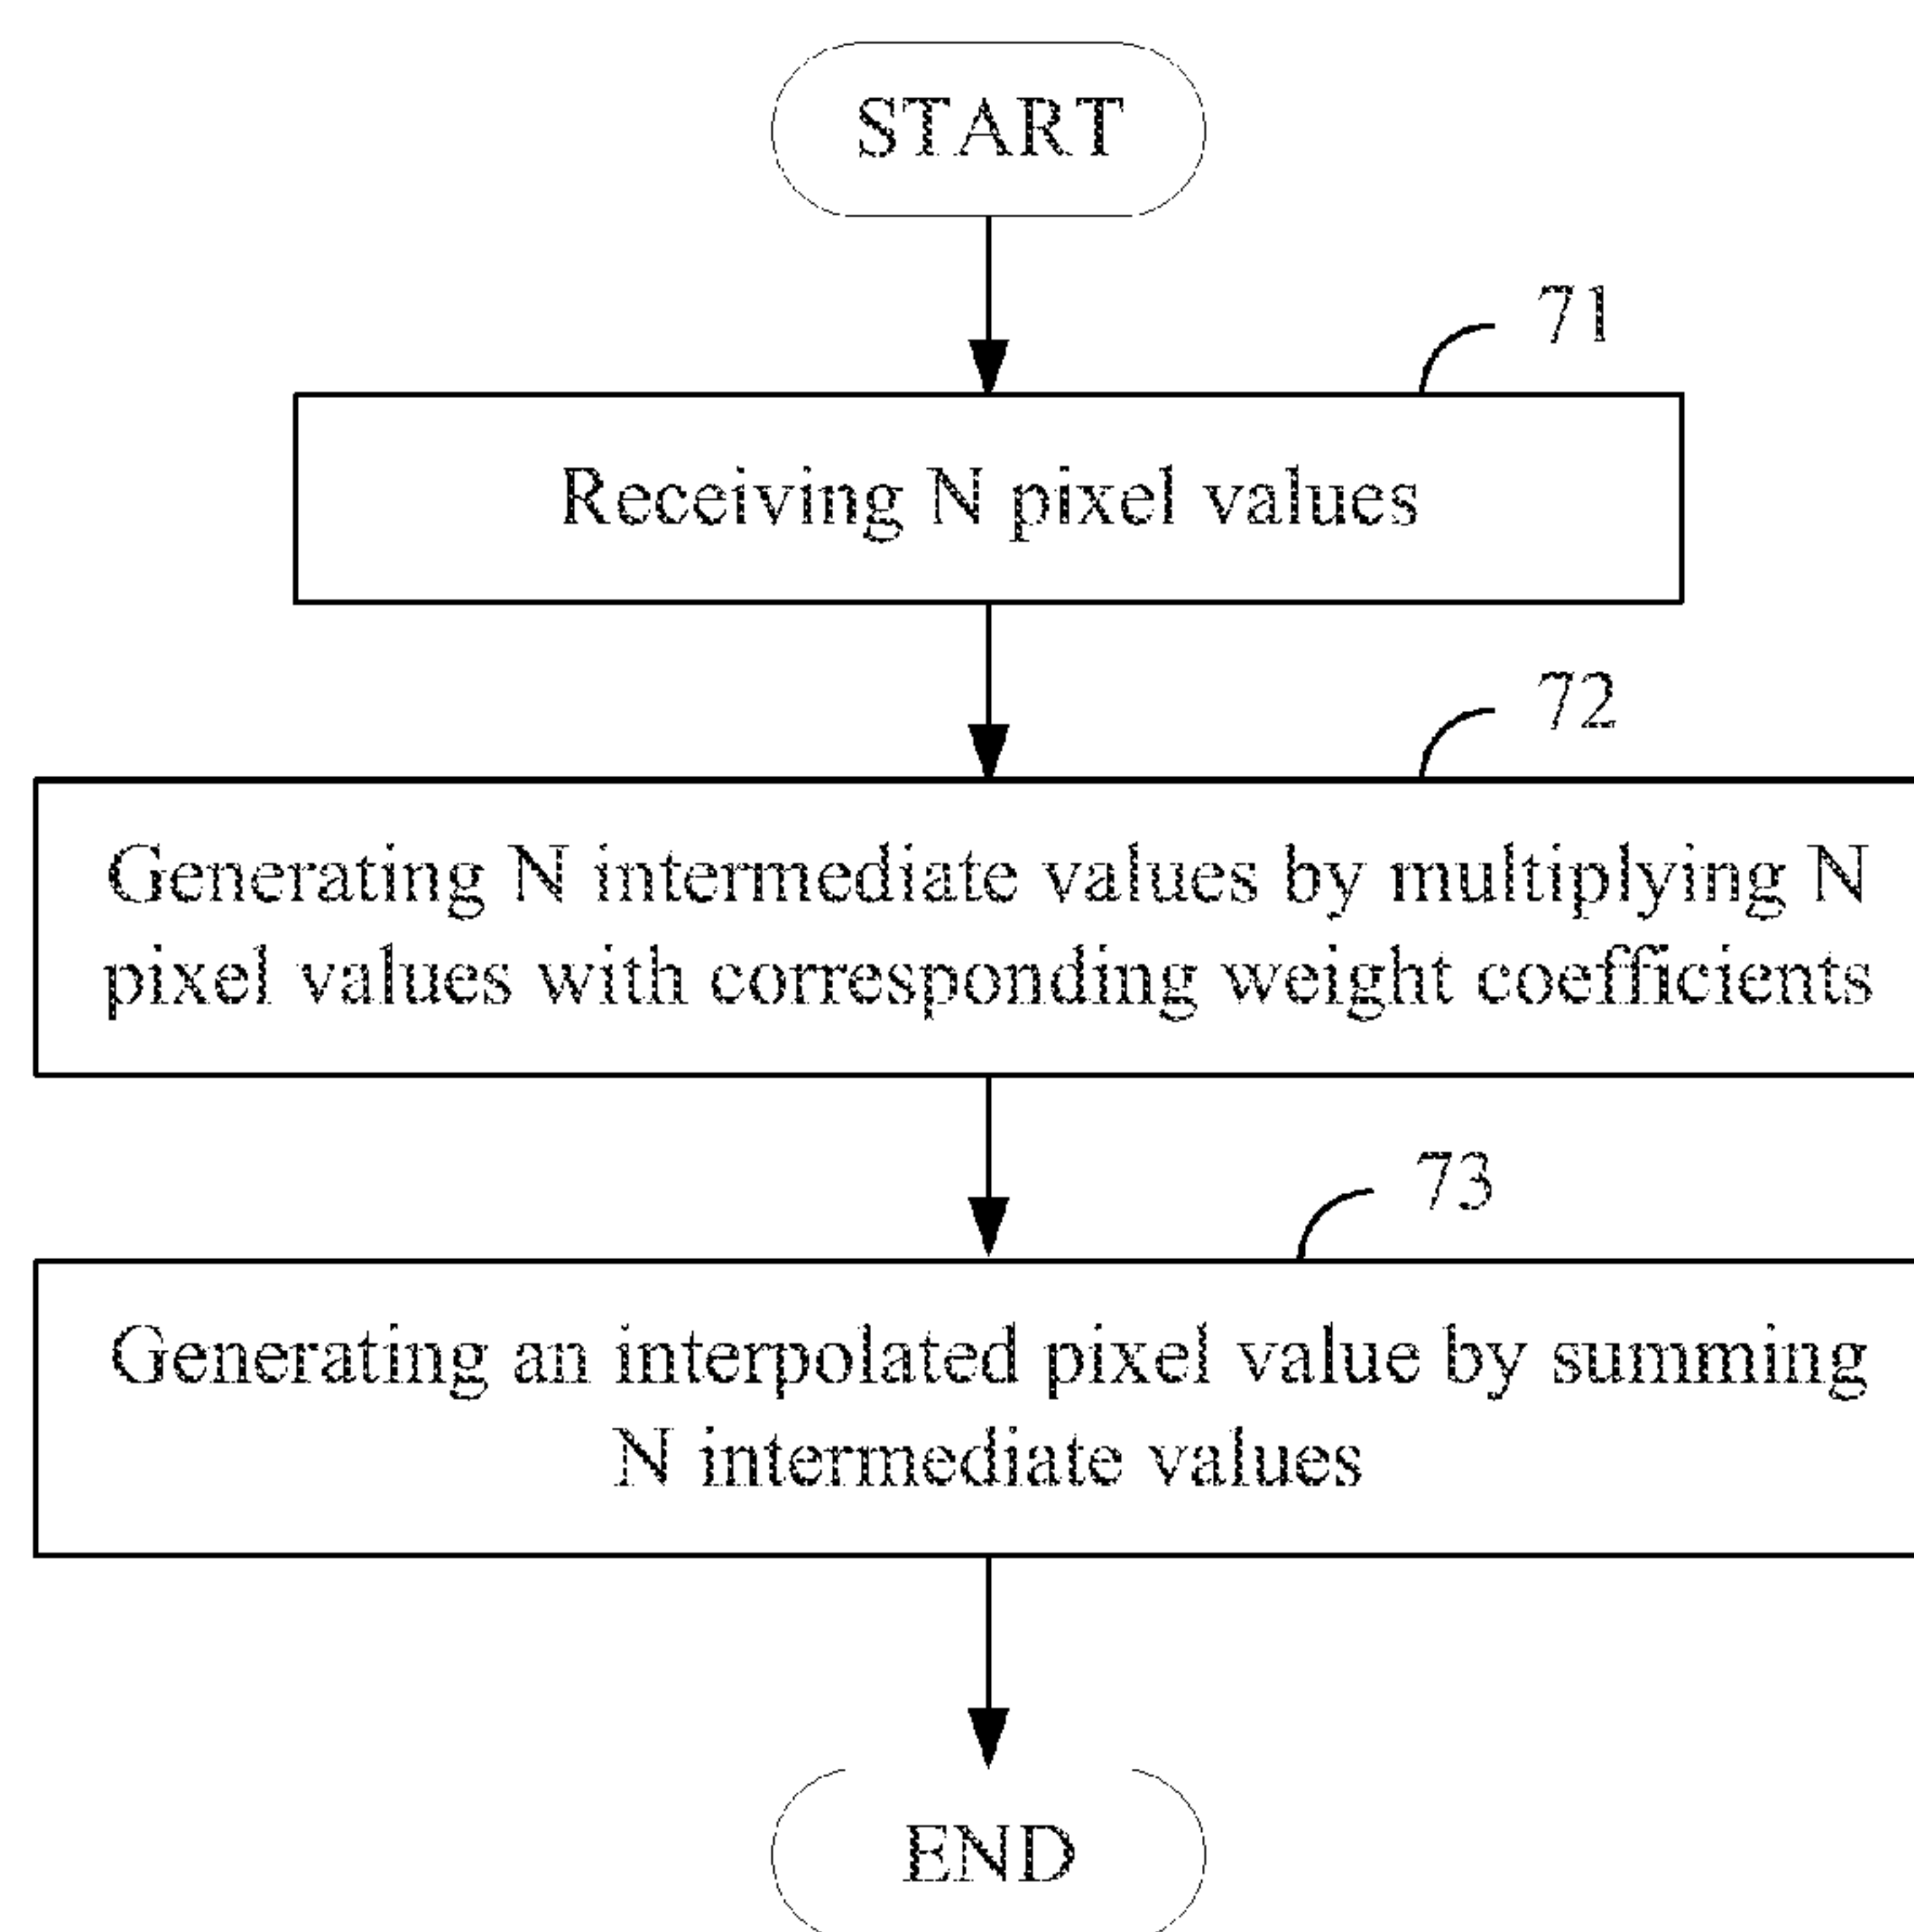 START
71
Receiving N pixel values
72
Generating N intermediate values by multiplying N
pixel values with corresponding weight coefficients
73
Generating an interpolated pixel value by summing
N intermediate values
END